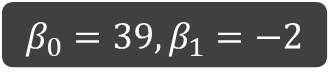 β₀ = 39, β₁ = −2